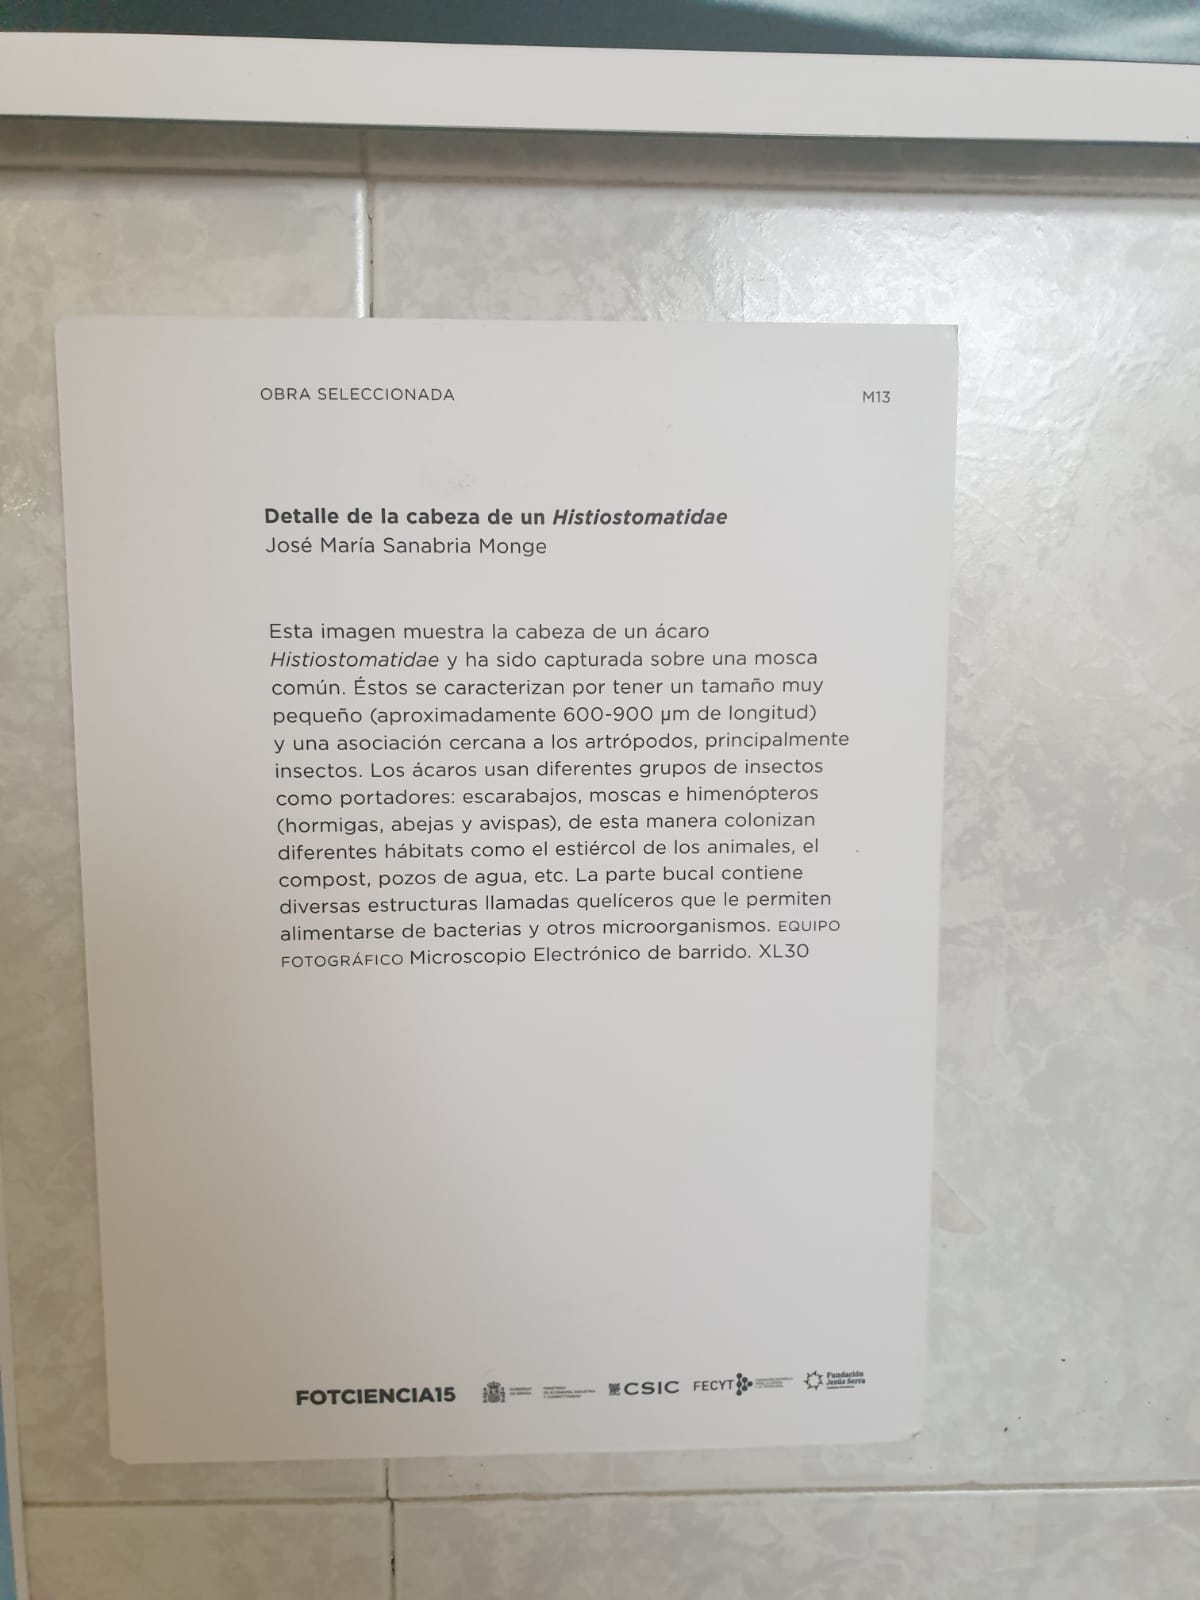 OBRA SELECCIONADA
M13
Detalle de la cabeza de un Histiostomatidae
José María Sanabria Monge
Esta imagen muestra la cabeza de un ácaro
Histiostomatidae y ha sido capturada sobre una mosca
común. Éstos se caracterizan por tener un tamaño muy
pequeño (aproximadamente 600-900 µm de longitud)
y una asociación cercana a los artrópodos, principalmente
insectos. Los ácaros usan diferentes grupos de insectos
como portadores: escarabajos, moscas e himenópteros
(hormigas, abejas y avispas), de esta manera colonizan
diferentes hábitats como el estiércol de los animales, el
compost, pozos de agua, etc. La parte bucal contiene
diversas estructuras llamadas quelíceros que le permiten
alimentarse de bacterias y otros microorganismos. EQUIPO
FOTOGRÁFICO Microscopio Electrónico de barrido. XL30
FOTCIENCIA15
CSIC
FECYT
Fundación
Jesús Serra